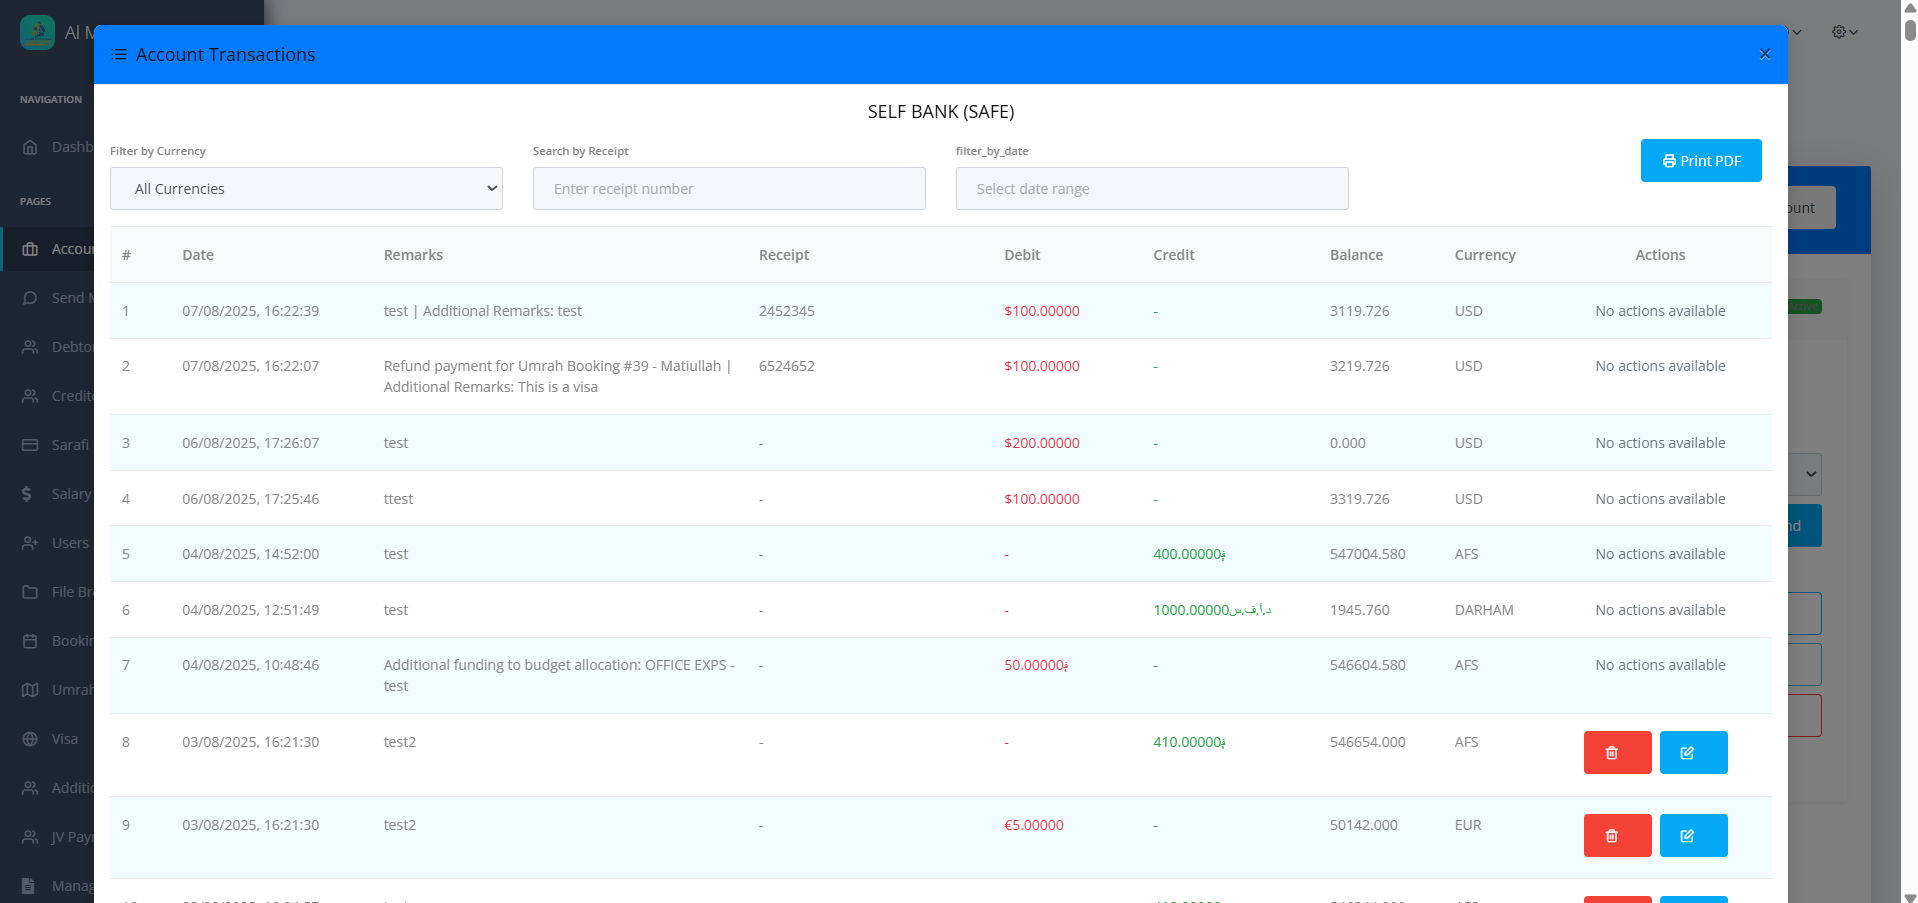 Al M
Account Transactions
×
NAVIGATION
SELF BANK (SAFE)
Dashb
Filter by Currency
Search by Receipt
filter_by_date
Print PDF
All Currencies
Enter receipt number
Select date range
PAGES
ount
# Date Remarks Receipt Debit Credit Balance Currency Actions
Accou
1 07/08/2025, 16:22:39 test | Additional Remarks: test 2452345 $100.00000 - 3119.726 USD No actions available
Send M
2 07/08/2025, 16:22:07 Refund payment for Umrah Booking #39 - Matiullah | 6524652 $100.00000 - 3219.726 USD No actions available
Additional Remarks: This is a visa
Debto
Credito
3 06/08/2025, 17:26:07 test - $200.00000 - 0.000 USD No actions available
Sarafi
4 06/08/2025, 17:25:46 ttest - $100.00000 - 3319.726 USD No actions available
Salary
nd
Users
5 04/08/2025, 14:52:00 test - - 400.00000؋ 547004.580 AFS No actions available
File Br
6 04/08/2025, 12:51:49 test - - 1000.00000د.أ.ف.س 1945.760 DARHAM No actions available
Bookin
7 04/08/2025, 10:48:46 Additional funding to budget allocation: OFFICE EXPS - - 50.00000؋ - 546604.580 AFS No actions available
test
Umrah
8 03/08/2025, 16:21:30 test2 - - 410.00000؋ 546654.000 AFS
Visa
Additio
9 03/08/2025, 16:21:30 test2 - €5.00000 - 50142.000 EUR
JV Payr
Manag